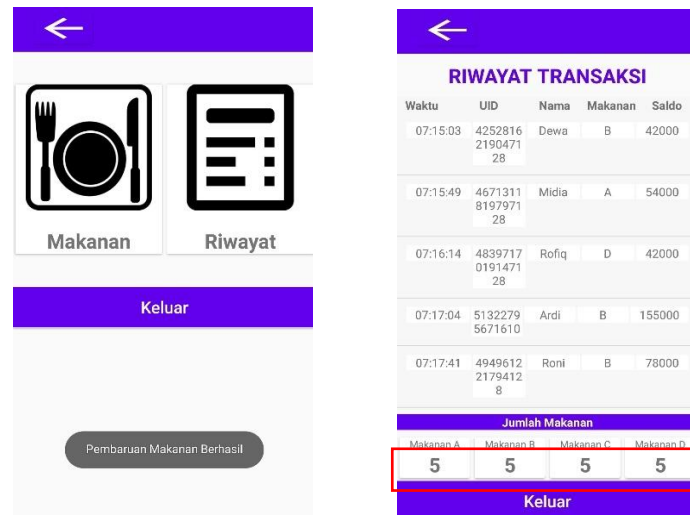 Makanan Riwayat
Keluar
Pembaruan Makanan Berhasil
RIWAYAT TRANSAKSI
Waktu UID Nama Makanan Saldo
07:15:03 4252816 Dewa B 42000
2190471
28
07:15:49 4671311 Midia A 54000
8197971
28
07:16:14 4839717 Rofiq D 42000
0191471
28
07:17:04 5132279 Ardi B 155000
5671610
07:17:41 4949612 Roni B 78000
2179412
8
Jumlah Makanan
Makanan A Makanan B Makanan C Makanan D
5 5 5 5
Keluar